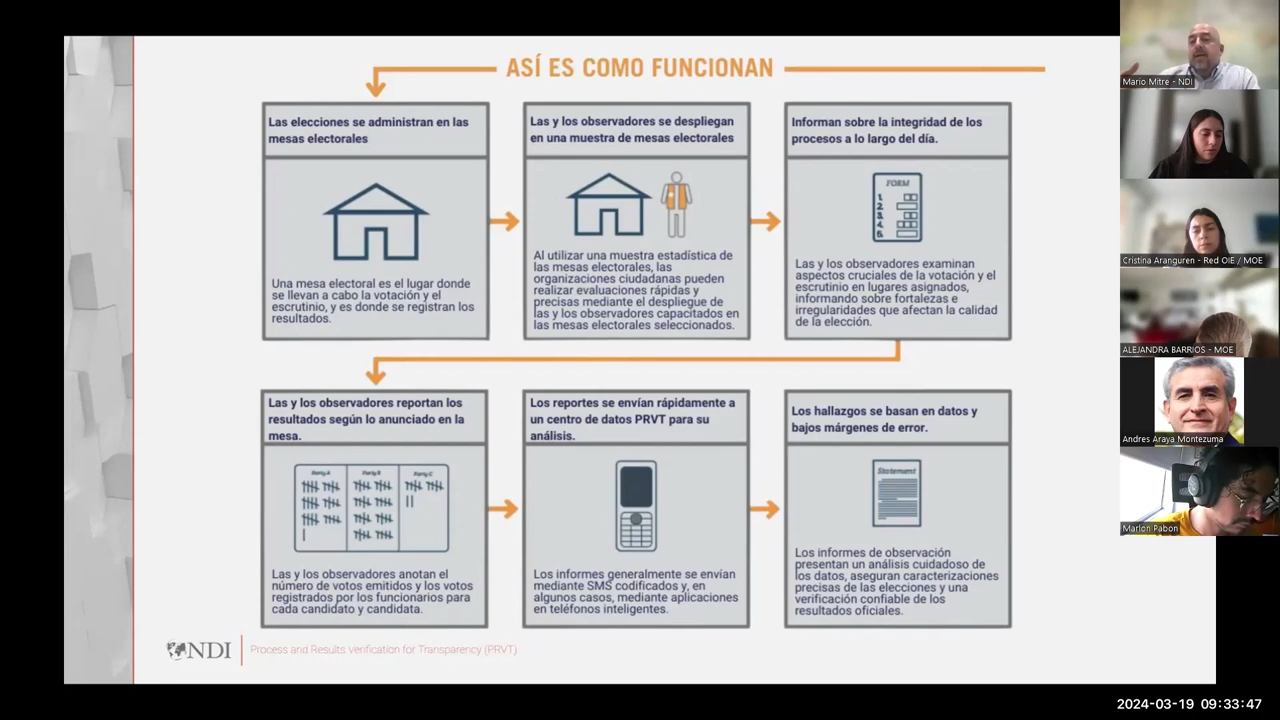 ASÍ ES COMO FUNCIONAN
Las elecciones se administran en las
mesas electorales
Una mesa electoral es el lugar donde
se llevan a cabo la votación y el
escrutinio, y es donde se registran los
resultados.
Las y los observadores se despliegan
en una muestra de mesas electorales
Al utilizar una muestra estadística de
las mesas electorales, las
organizaciones ciudadanas pueden
realizar evaluaciones rápidas y
precisas mediante el despliegue de
las y los observadores capacitados en
las mesas electorales seleccionados.
Informan sobre la integridad de los
procesos a lo largo del día.
FORM
1.
2.
3.
4.
5.
Las y los observadores examinan
aspectos cruciales de la votación y el
escrutinio en lugares asignados,
informando sobre fortalezas e
irregularidades que afectan la calidad
de la elección.
Las y los observadores reportan los
resultados según lo anunciado en la
mesa.
Party A
Party B
Party C
Las y los observadores anotan el
número de votos emitidos y los votos
registrados por los funcionarios para
cada candidato y candidata.
Los reportes se envían rápidamente a
un centro de datos PRVT para su
análisis.
Los informes generalmente se envían
mediante SMS codificados y, en
algunos casos, mediante aplicaciones
en teléfonos inteligentes.
Los hallazgos se basan en datos y
bajos márgenes de error.
Statement
Los informes de observación
presentan un análisis cuidadoso de
los datos, aseguran caracterizaciones
precisas de las elecciones y una
verificación confiable de los
resultados oficiales.
NDI
Process and Results Verification for Transparency (PRVT)
Mario Mitre - NDI
Cristina Aranguren - Red OIE / MOE
ALEJANDRA BARRIOS - MOE
Andres Araya Montezuma
Marlon Pabon
2024-03-19 09:33:47